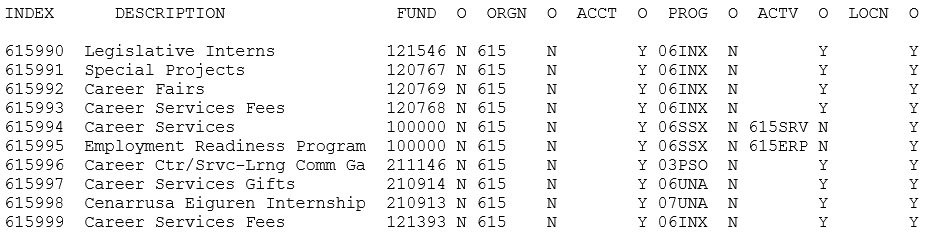 INDEX DESCRIPTION FUND O ORGN O ACCT O PROG O ACTV O LOCN O
615990 Legislative Interns 121546 N 615 N Y 06INX N Y Y
615991 Special Projects 120767 N 615 N Y 06INX N Y Y
615992 Career Fairs 120769 N 615 N Y 06INX N Y Y
615993 Career Services Fees 120768 N 615 N Y 06INX N Y Y
615994 Career Services 100000 N 615 N Y 06SSX N 615SRV N Y
615995 Employment Readiness Program 100000 N 615 N Y 06SSX N 615ERP N Y
615996 Career Ctr/Srvc-Lrng Comm Ga 211146 N 615 N Y 03PSO N Y Y
615997 Career Services Gifts 210914 N 615 N Y 06UNA N Y Y
615998 Cenarrusa Eiguren Internship 210913 N 615 N Y 07UNA N Y Y
615999 Career Services Fees 121393 N 615 N Y 06INX N Y Y